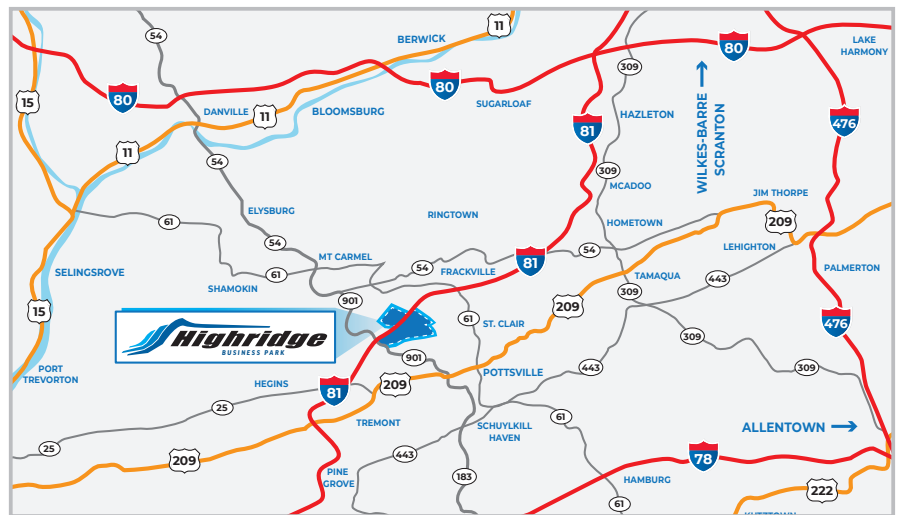 11
54
BERWICK
80
LAKE
HARMONY
309
15
80
80
SUGARLOAF
DANVILLE
11
BLOOMSBURG
HAZLETON
WILKES-BARRE
SCRANTON
476
81
11
54
309
MCADOO
JIM THORPE
ELYSBURG
RINGTOWN
61
HOMETOWN
209
54
LEHIGHTON
54
MT CARMEL
81
SELINGSROVE
61
54
FRACKVILLE
TAMAQUA
443
PALMERTON
SHAMOKIN
309
901
209
15
61
ST. CLAIR
476
Highridge
BUSINESS PARK
309
901
PORT
TREVORTON
443
309
HEGINS
81
209
POTTSVILLE
25
TREMONT
61
SCHUYLKILL
HAVEN
ALLENTOWN
25
443
209
78
PINE
GROVE
183
HAMBURG
222
61